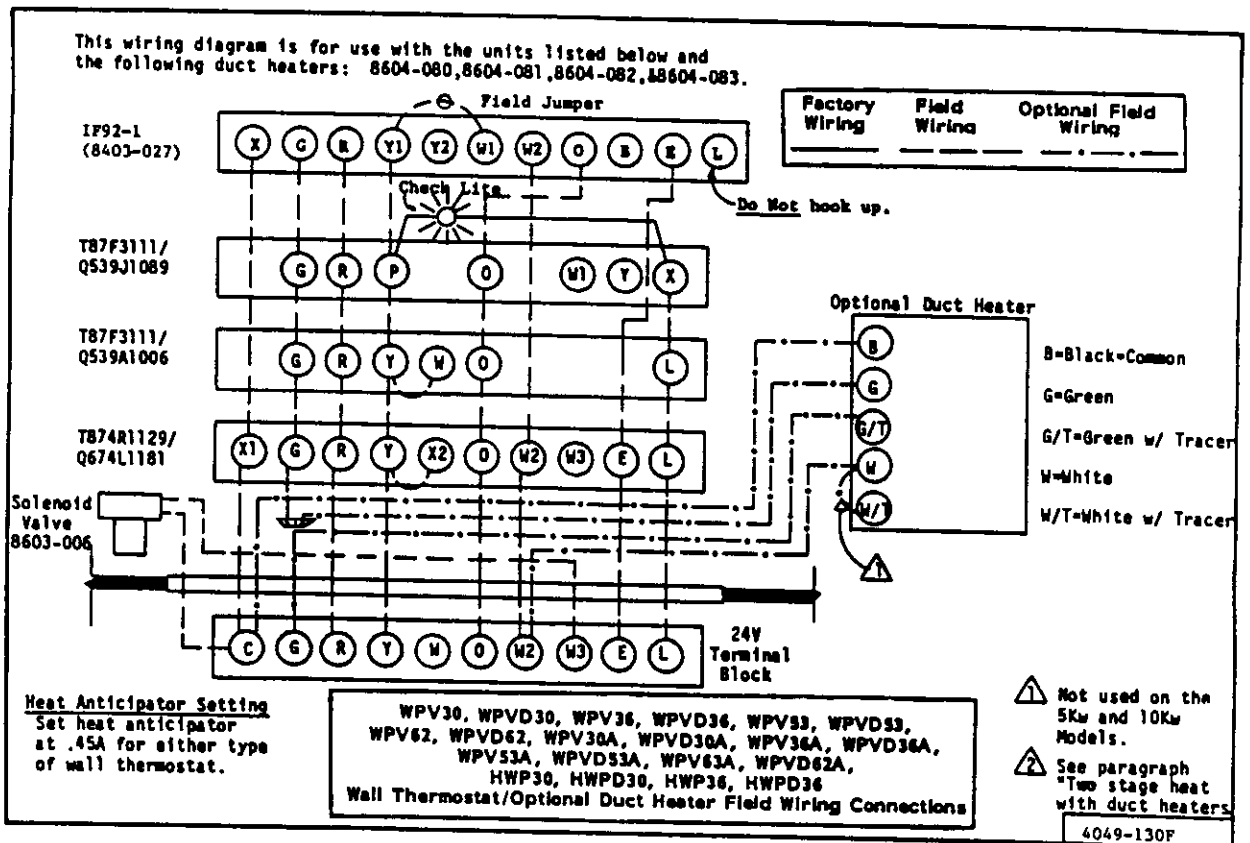 This wiring diagram is for use with the units listed below and
the following duct heaters: 8604-080,8604-081,8604-082,&8604-083.
Field Jumper
Factory Wiring
Field Wiring
Optional Field Wiring
IF92-1
(8403-027)
X G R Y1 Y2 W1 W2 O B E L
Check Lite
Do Not hook up.
T87F3111/
Q539J1089
G R P O W1 Y X
Optional Duct Heater
T87F3111/
Q539A1006
G R Y W O L
B
G
G/T
W
W/T
B=Black=Common
G=Green
G/T=Green w/ Tracer
W=White
W/T=White w/ Tracer
T874R1129/
Q674L1181
X1 G R Y X2 O W2 W3 E L
Solenoid
Valve
8603-006
1
C G R Y W O W2 W3 E L
24V
Terminal
Block
Heat Anticipator Setting
Set heat anticipator
at .45A for either type
of wall thermostat.
WPV30, WPVD30, WPV36, WPVD36, WPV53, WPVD53,
WPV62, WPVD62, WPV30A, WPVD30A, WPV36A, WPVD36A,
WPV53A, WPVD53A, WPV63A, WPVD62A,
HWP30, HWPD30, HWP36, HWPD36
Wall Thermostat/Optional Duct Heater Field Wiring Connections
1 Not used on the
5Kw and 10Kw
Models.
2 See paragraph
"Two stage heat
with duct heaters
4049-130F